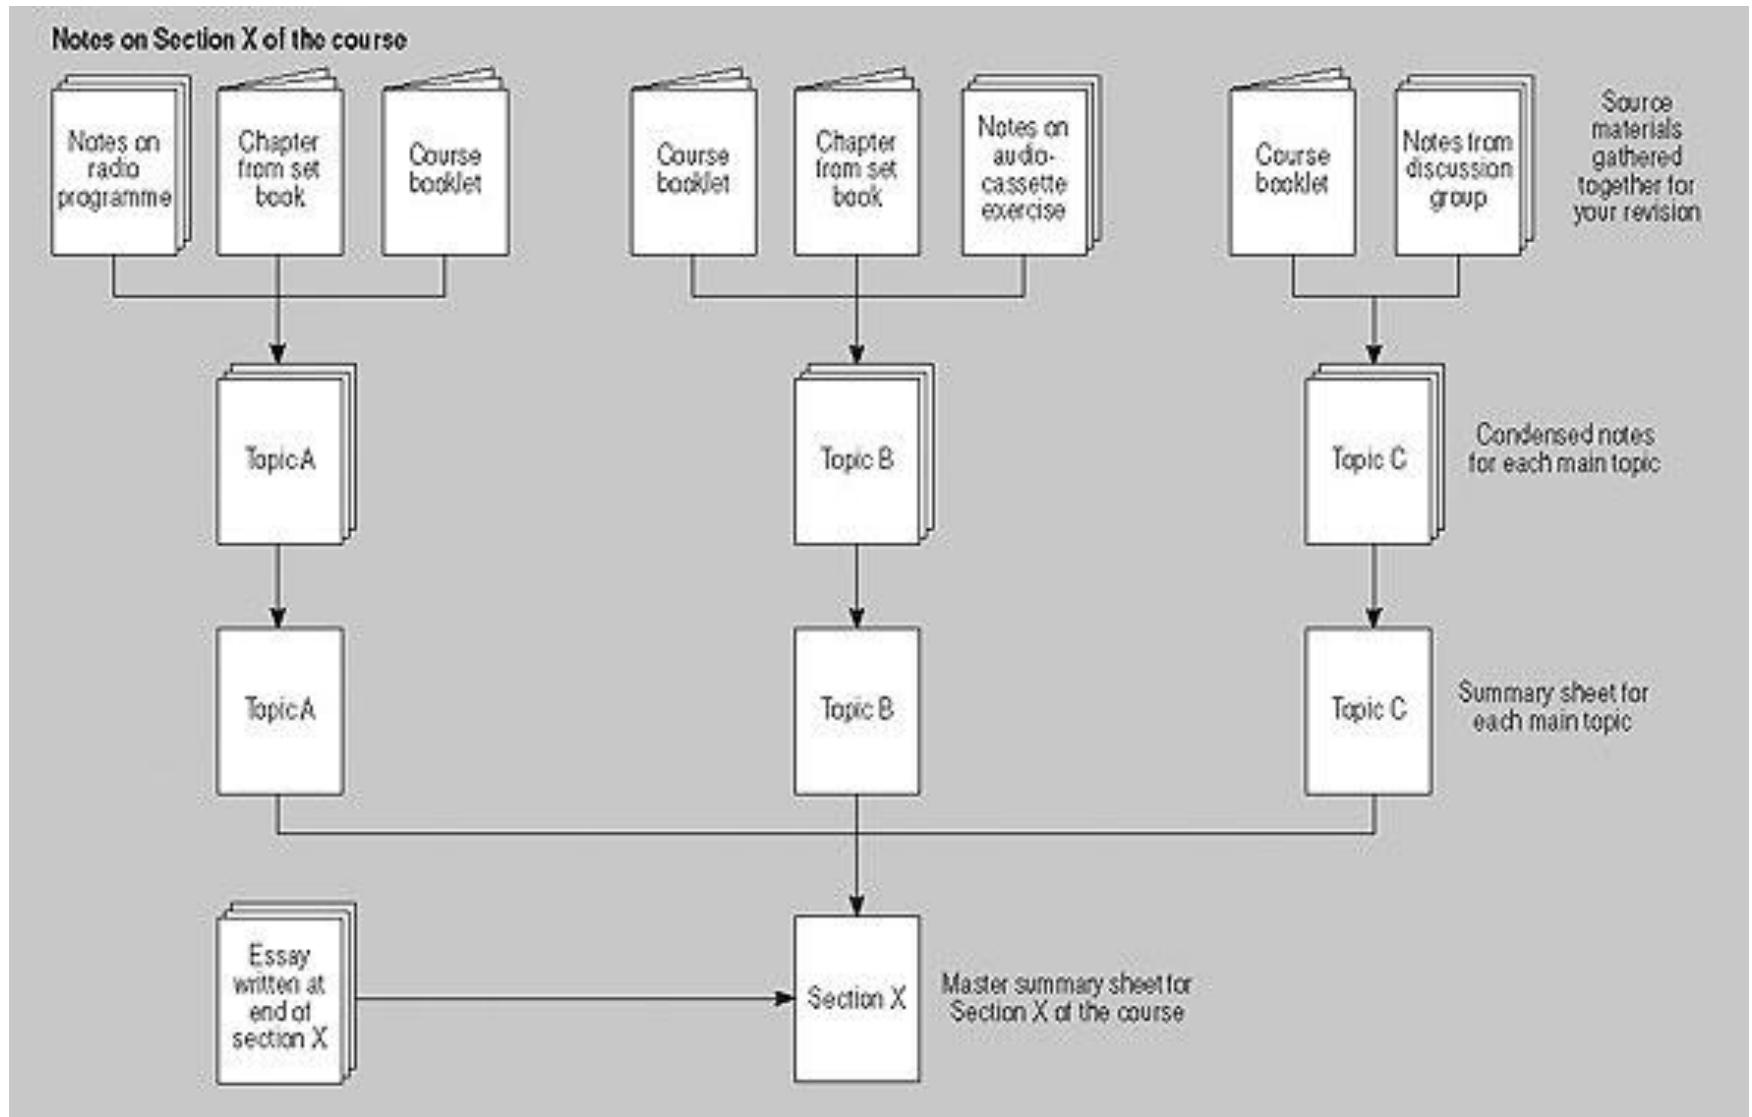 Notes on Section X of the course
Notes on
radio
programme
Chapter
from set
book
Course
booklet
Course
booklet
Chapter
from set
book
Notes on
audio-
cassette
exercise
Course
booklet
Notes from
discussion
group
Source
materials
gathered
together for
your revision
Topic A
Topic B
Topic C
Condensed notes
for each main topic
Topic A
Topic B
Topic C
Summary sheet for
each main topic
Essay
written at
end of
section X
Section X
Master summary sheet for
Section X of the course